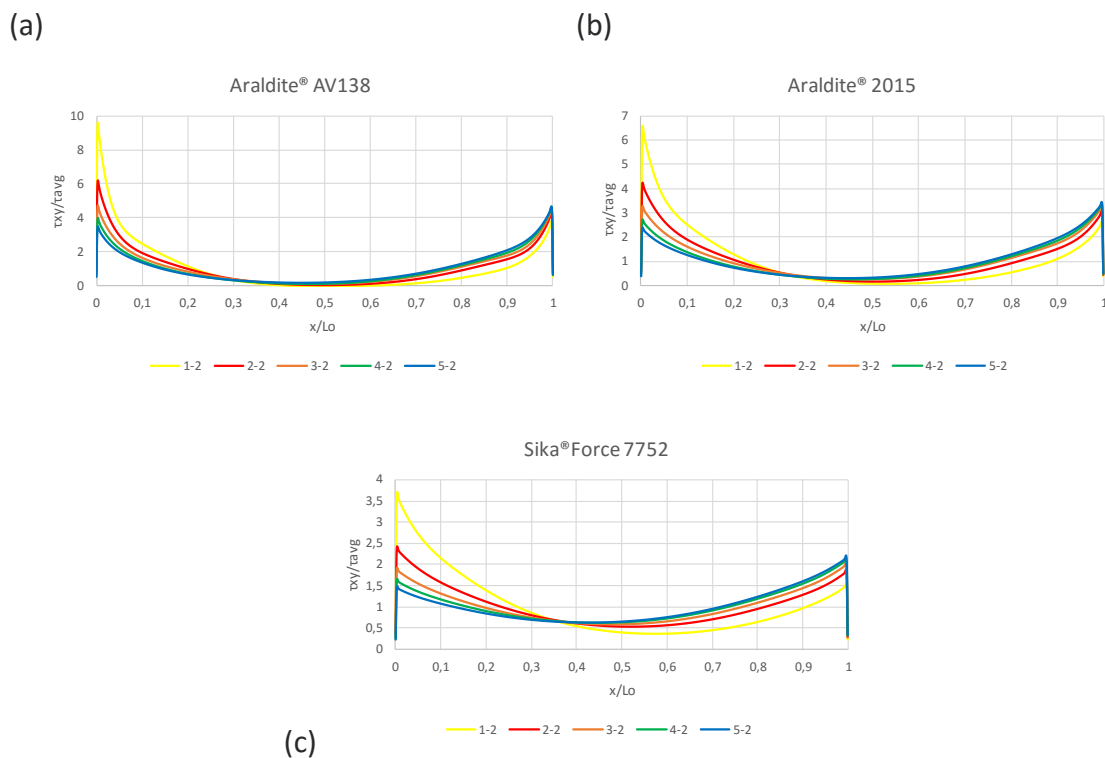 (a)
Araldite® AV138
τxy/τavg
10
8
6
4
2
0
0 0,1 0,2 0,3 0,4 0,5 0,6 0,7 0,8 0,9 1
x/Lo
1-2 2-2 3-2 4-2 5-2
(b)
Araldite® 2015
τxy/τavg
7
6
5
4
3
2
1
0
0 0,1 0,2 0,3 0,4 0,5 0,6 0,7 0,8 0,9 1
x/Lo
1-2 2-2 3-2 4-2 5-2
Sika®Force 7752
τxy/τavg
4
3,5
3
2,5
2
1,5
1
0,5
0
0 0,1 0,2 0,3 0,4 0,5 0,6 0,7 0,8 0,9 1
x/Lo
1-2 2-2 3-2 4-2 5-2
(c)